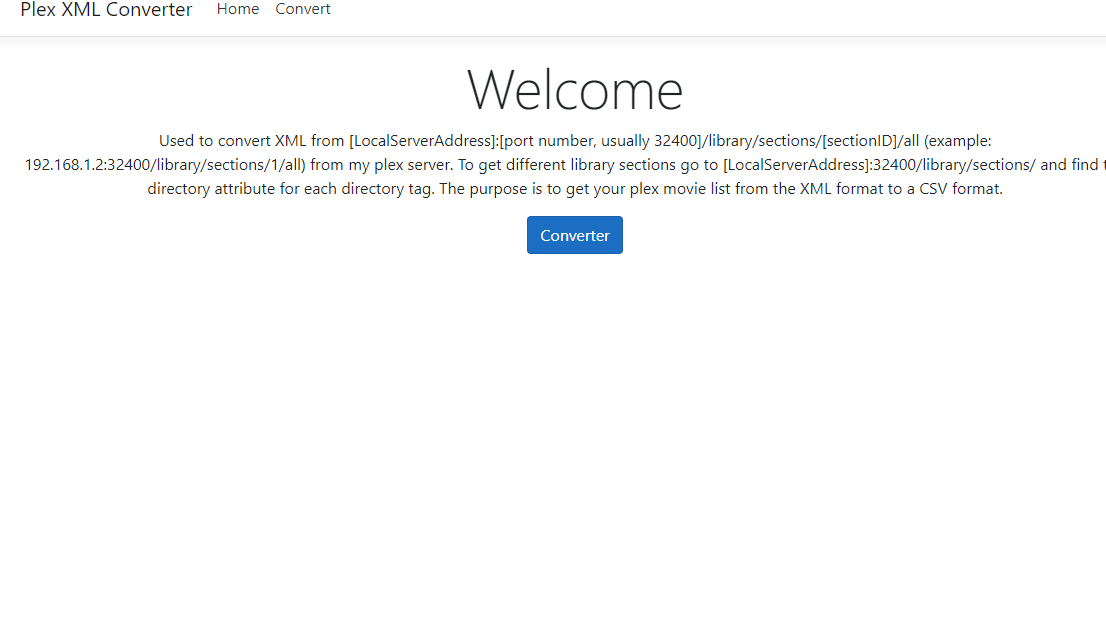 Plex XML Converter Home Convert
Welcome
Used to convert XML from [LocalServerAddress]:[port number, usually 32400]/library/sections/[sectionID]/all (example:
192.168.1.2:32400/library/sections/1/all) from my plex server. To get different library sections go to [LocalServerAddress]:32400/library/sections/ and find
directory attribute for each directory tag. The purpose is to get your plex movie list from the XML format to a CSV format.
Converter